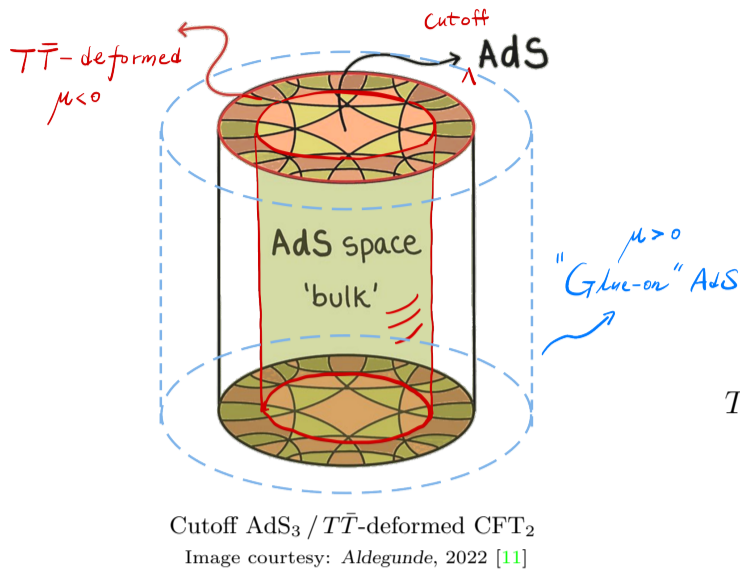 Cutoff
AdS
^
TT̄-deformed
μ<0
μ>0
"Glue-on" AdS
AdS space
'bulk'
T
Cutoff AdS₃ / TT̄-deformed CFT₂
Image courtesy: Aldegunde, 2022 [11]